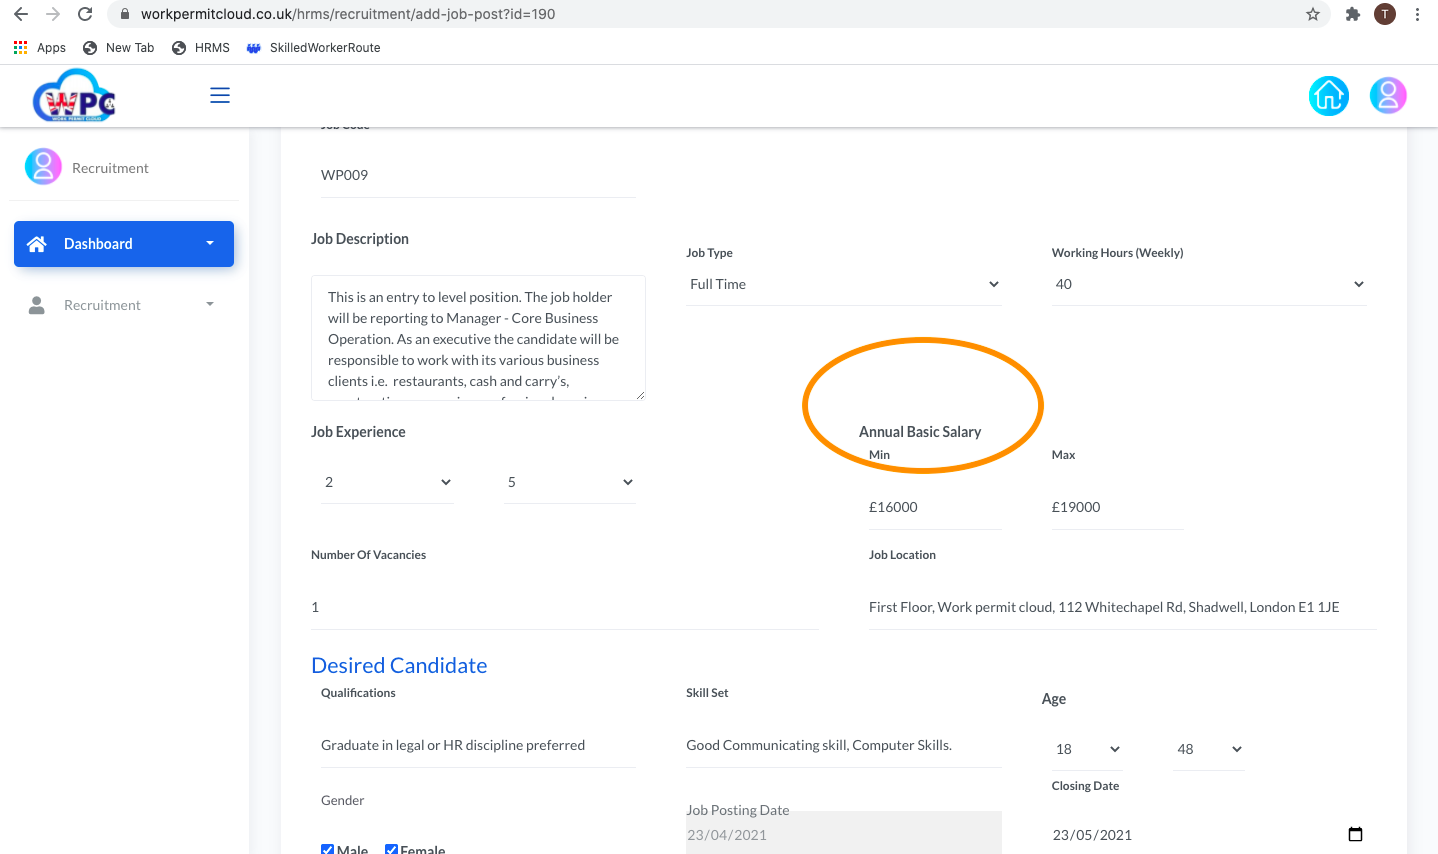 workpermitcloud.co.uk/hrms/recruitment/add-job-post?id=190
T
Apps
New Tab
HRMS
SkilledWorkerRoute
WPC
WORK PERMIT CLOUD
Job Code
Recruitment
WP009
Dashboard
Recruitment
Job Description
Job Type
Working Hours (Weekly)
Full Time
40
This is an entry to level position. The job holder
will be reporting to Manager - Core Business
Operation. As an executive the candidate will be
responsible to work with its various business
clients i.e. restaurants, cash and carry’s,
Job Experience
Annual Basic Salary
Min
Max
2
5
£16000
£19000
Number Of Vacancies
Job Location
1
First Floor, Work permit cloud, 112 Whitechapel Rd, Shadwell, London E1 1JE
Desired Candidate
Qualifications
Skill Set
Age
Graduate in legal or HR discipline preferred
Good Communicating skill, Computer Skills.
18
48
Closing Date
Gender
Job Posting Date
23/04/2021
23/05/2021
Male
Female